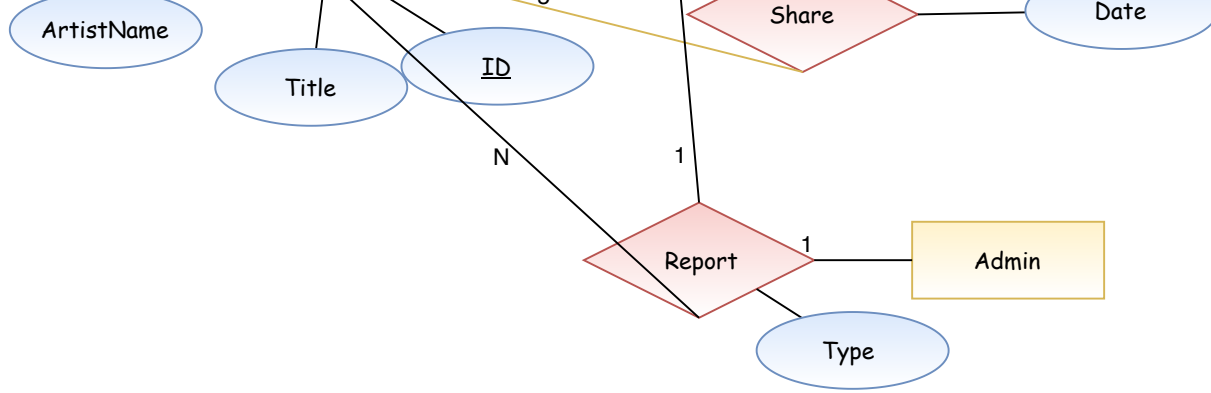 Share
Date
ArtistName
ID
Title
N
1
1
Report
Admin
Type